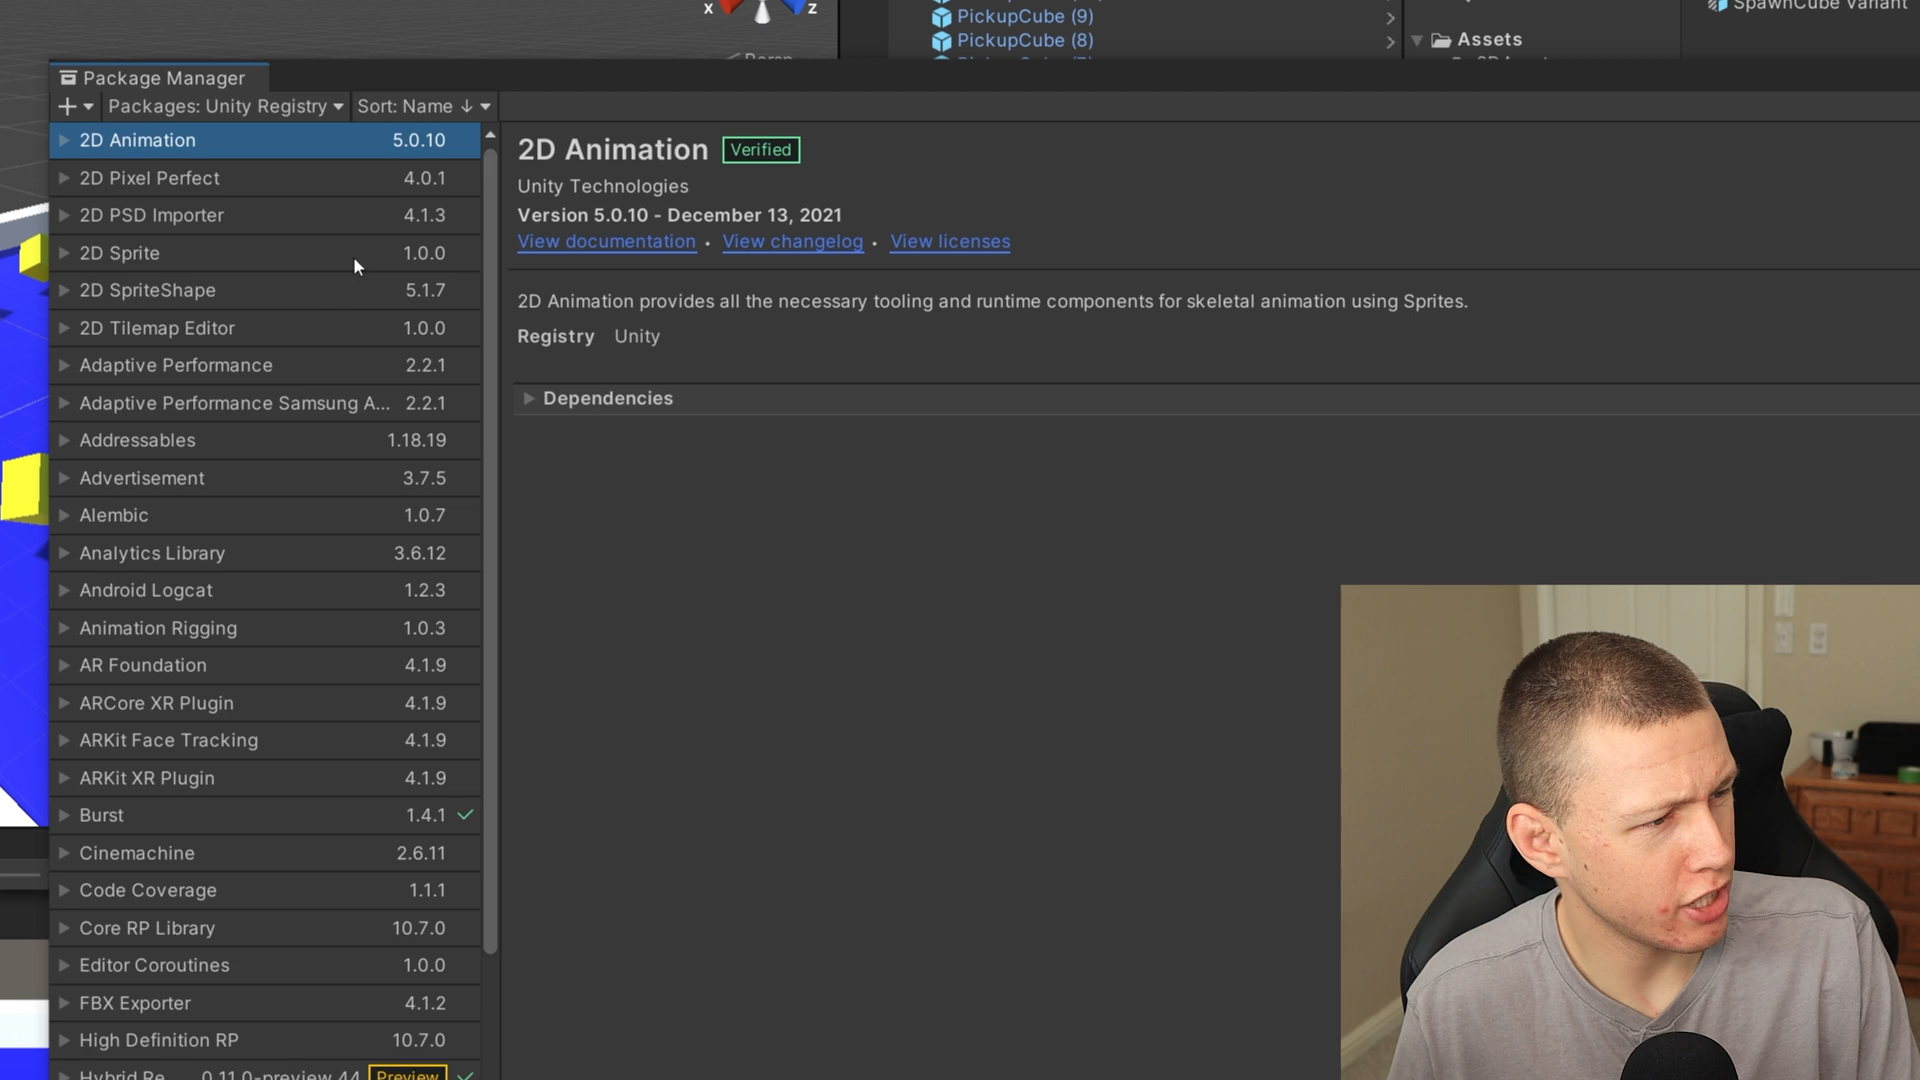 X
Z
PickupCube (9)
PickupCube (8)
SpawnCube Variant
Assets
Package Manager
Packages: Unity Registry
Sort: Name ↓
2D Animation 5.0.10
2D Pixel Perfect 4.0.1
2D PSD Importer 4.1.3
2D Sprite 1.0.0
2D SpriteShape 5.1.7
2D Tilemap Editor 1.0.0
Adaptive Performance 2.2.1
Adaptive Performance Samsung A... 2.2.1
Addressables 1.18.19
Advertisement 3.7.5
Alembic 1.0.7
Analytics Library 3.6.12
Android Logcat 1.2.3
Animation Rigging 1.0.3
AR Foundation 4.1.9
ARCore XR Plugin 4.1.9
ARKit Face Tracking 4.1.9
ARKit XR Plugin 4.1.9
Burst 1.4.1
Cinemachine 2.6.11
Code Coverage 1.1.1
Core RP Library 10.7.0
Editor Coroutines 1.0.0
FBX Exporter 4.1.2
High Definition RP 10.7.0
Hybrid Re... 0.11.0-preview.44 Preview
2D Animation Verified
Unity Technologies
Version 5.0.10 - December 13, 2021
View documentation • View changelog • View licenses
2D Animation provides all the necessary tooling and runtime components for skeletal animation using Sprites.
Registry Unity
Dependencies